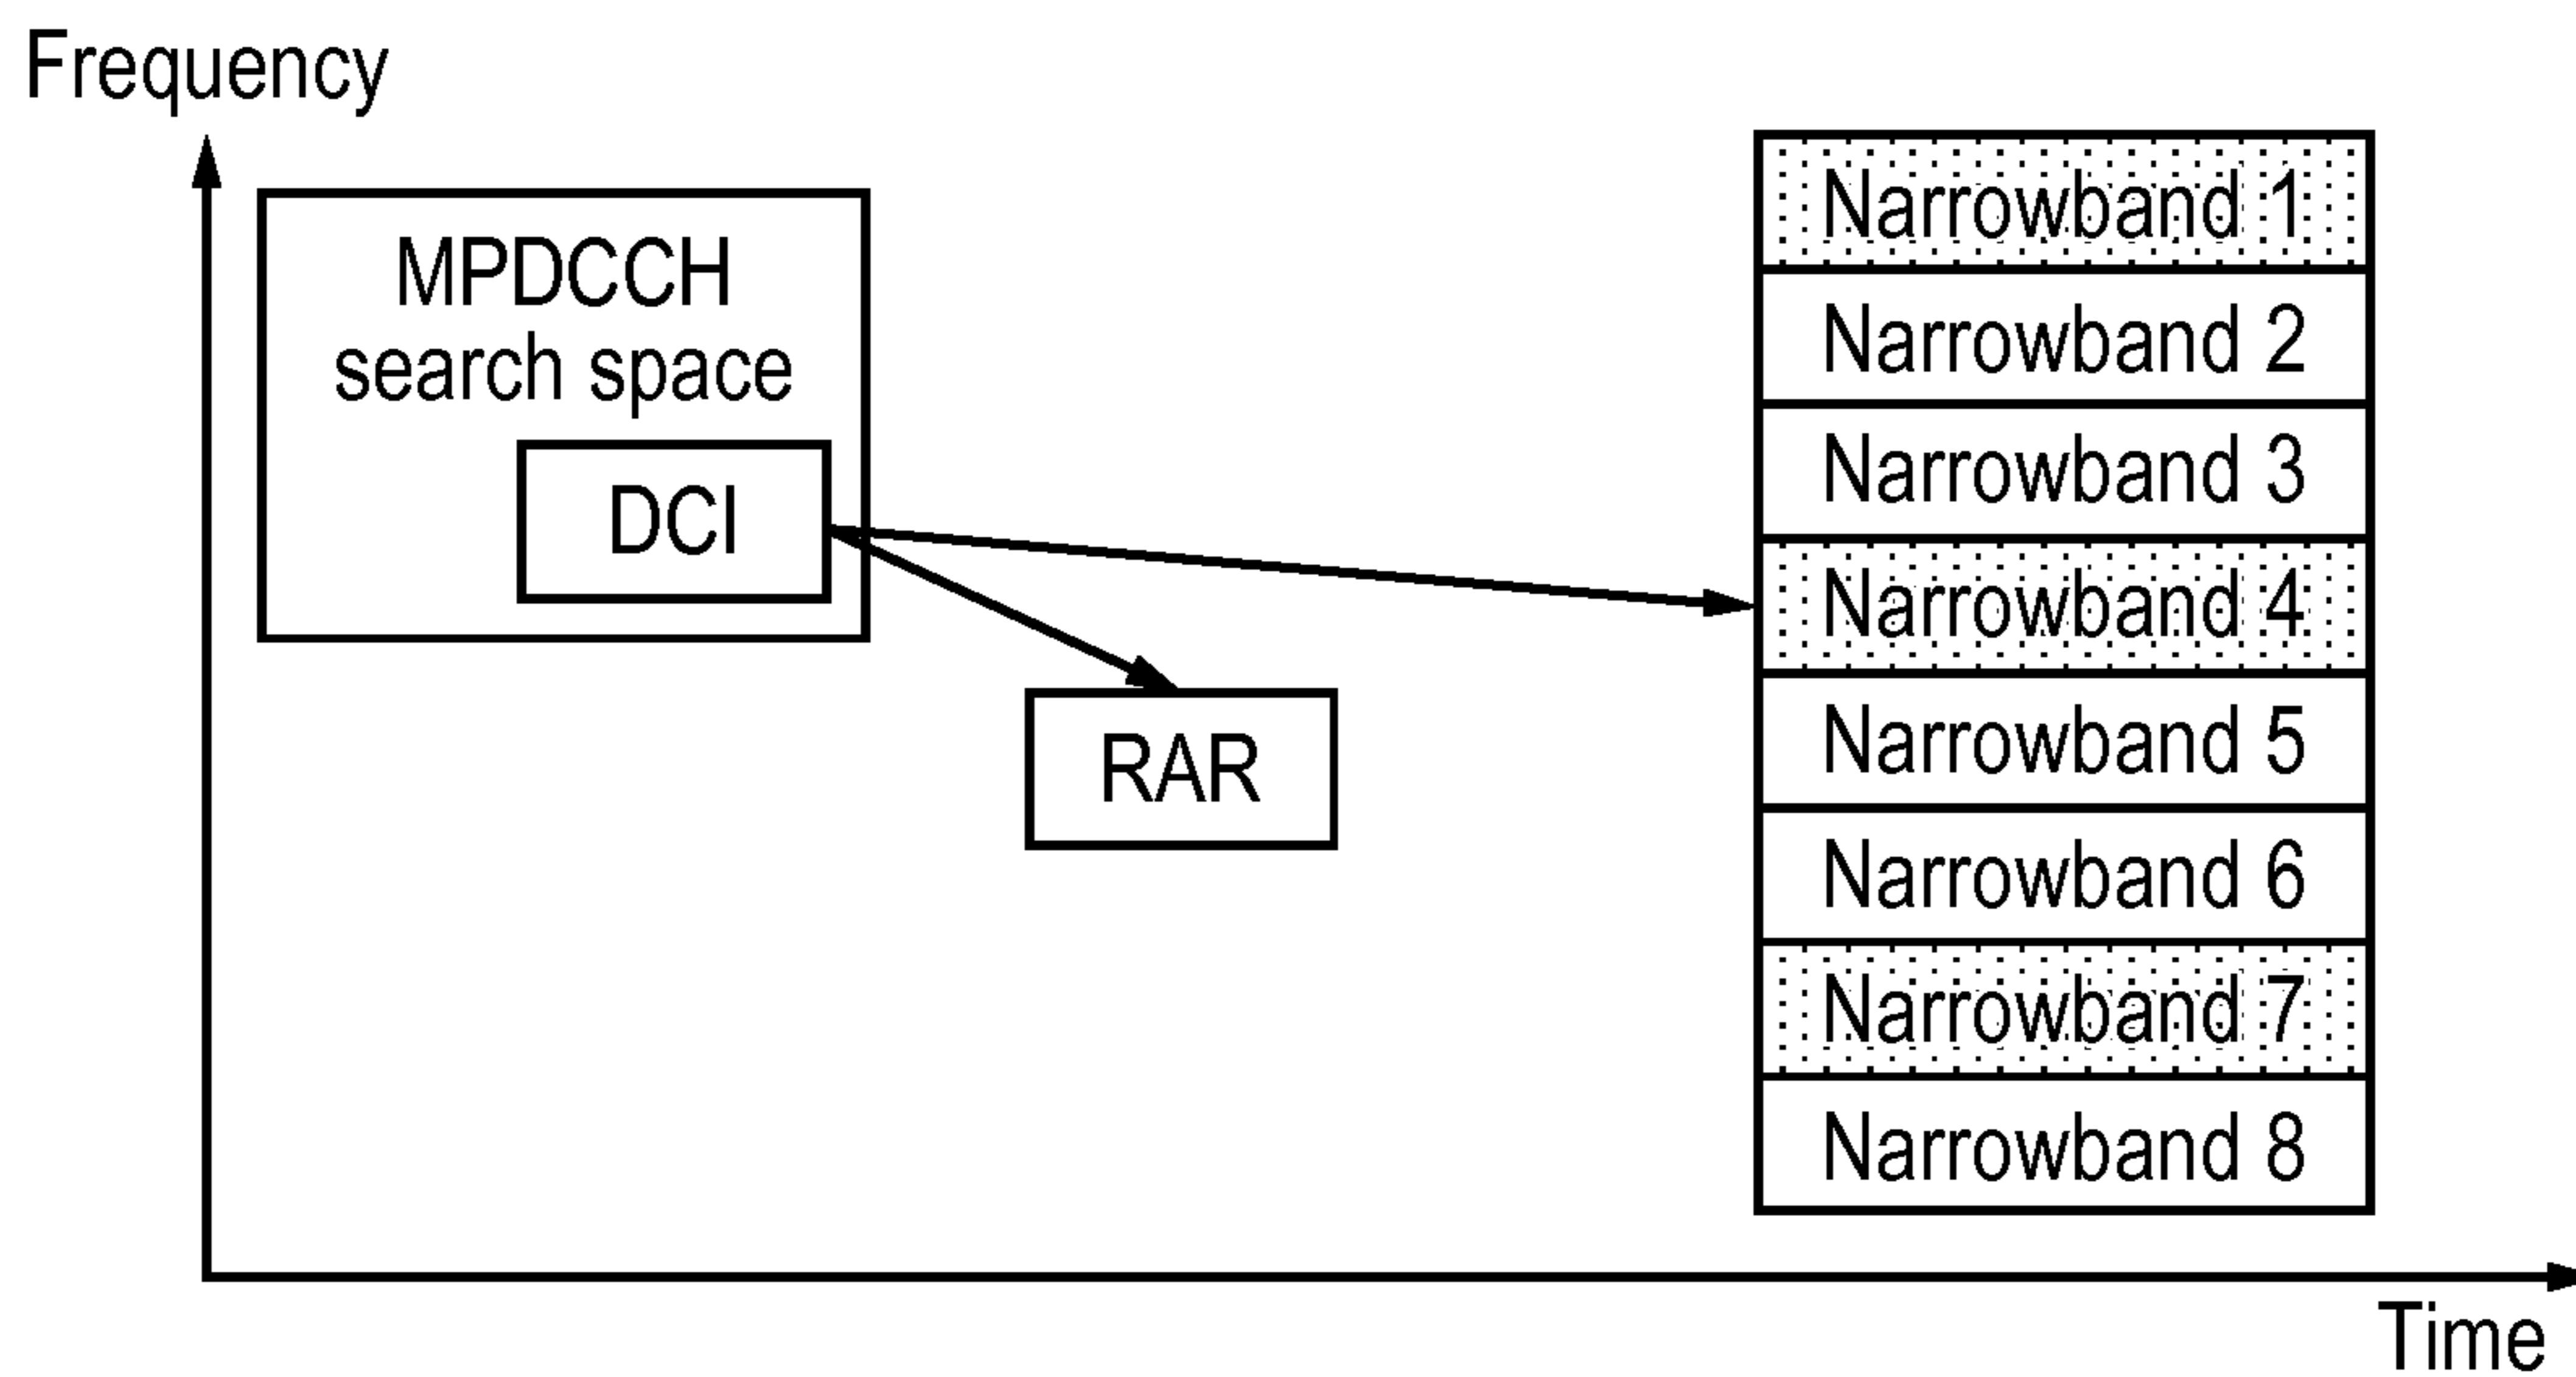 Frequency
MPDCCH
search space
DCI
RAR
Narrowband 1
Narrowband 2
Narrowband 3
Narrowband 4
Narrowband 5
Narrowband 6
Narrowband 7
Narrowband 8
Time